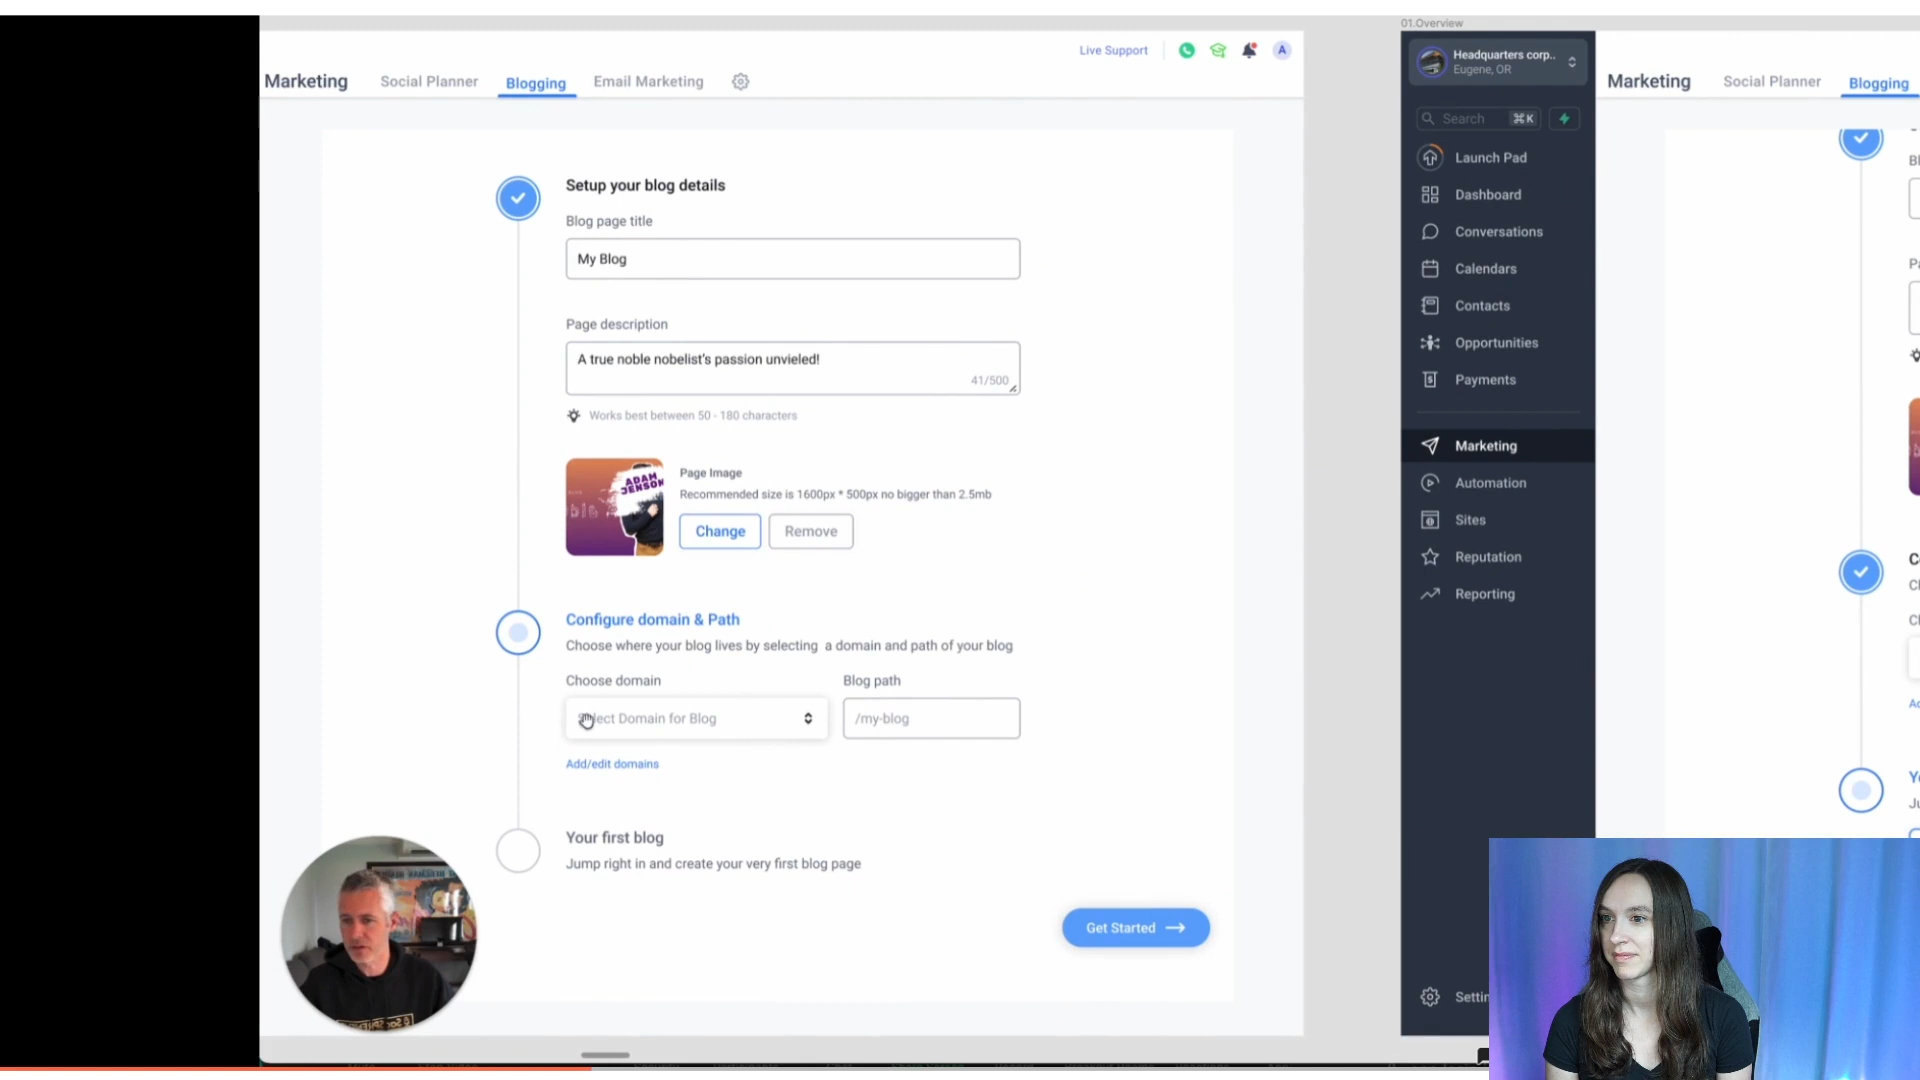 01.Overview
Live Support
A
Marketing
Social Planner
Blogging
Email Marketing
Setup your blog details
Blog page title
My Blog
Page description
A true noble nobelist's passion unvieled!
41/500
Works best between 50 - 180 characters
ADAM
JENSON
Page Image
Recommended size is 1600px * 500px no bigger than 2.5mb
Change
Remove
Configure domain & Path
Choose where your blog lives by selecting a domain and path of your blog
Choose domain
Blog path
Select Domain for Blog
/my-blog
Add/edit domains
Your first blog
Jump right in and create your very first blog page
Get Started
Headquarters corp..
Eugene, OR
Search
⌘K
Launch Pad
Dashboard
Conversations
Calendars
Contacts
Opportunities
Payments
Marketing
Automation
Sites
Reputation
Reporting
Settin
Marketing
Social Planner
Blogging